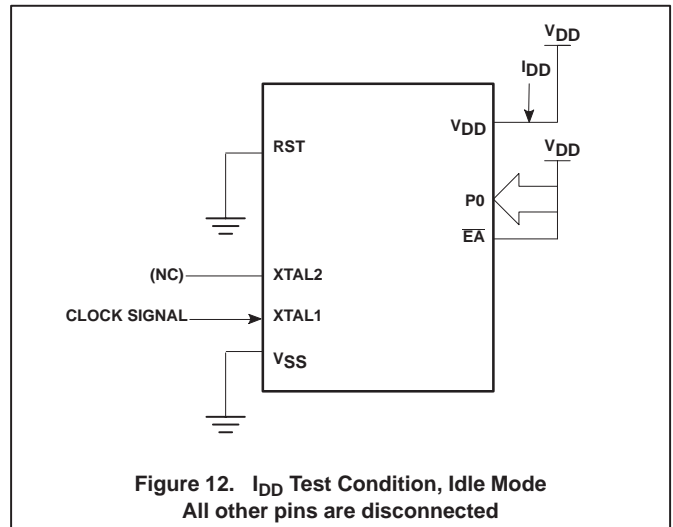 VDD
IDD
VDD
RST
VDD
P0
EA
(NC)
XTAL2
CLOCK SIGNAL
XTAL1
VSS
Figure 12. IDD Test Condition, Idle Mode
All other pins are disconnected